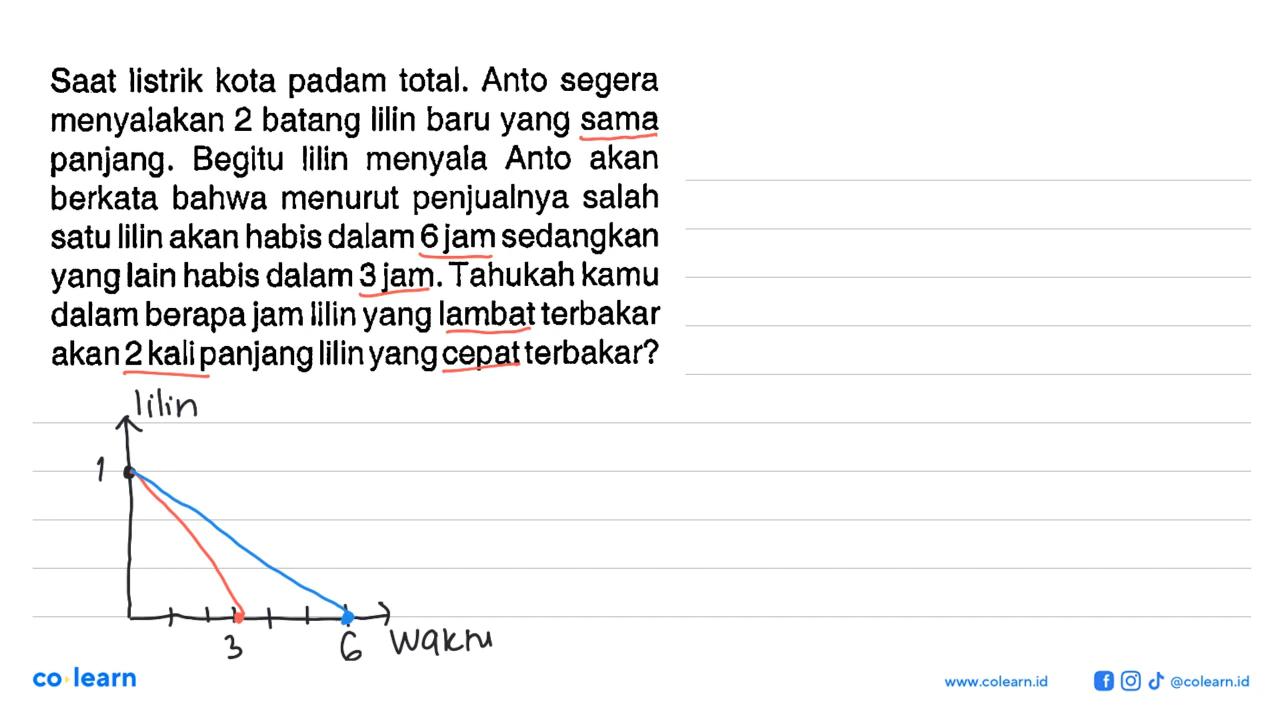 Saat listrik kota padam total. Anto segera
menyalakan 2 batang lilin baru yang sama
panjang. Begitu lilin menyala Anto akan
berkata bahwa menurut penjualnya salah
satu lilin akan habis dalam 6 jam sedangkan
yang lain habis dalam 3 jam. Tahukah kamu
dalam berapa jam lilin yang lambat terbakar
akan 2 kali panjang lilin yang cepat terbakar?
lilin
1
3
6
waktu
co learn
www.colearn.id
@colearn.id